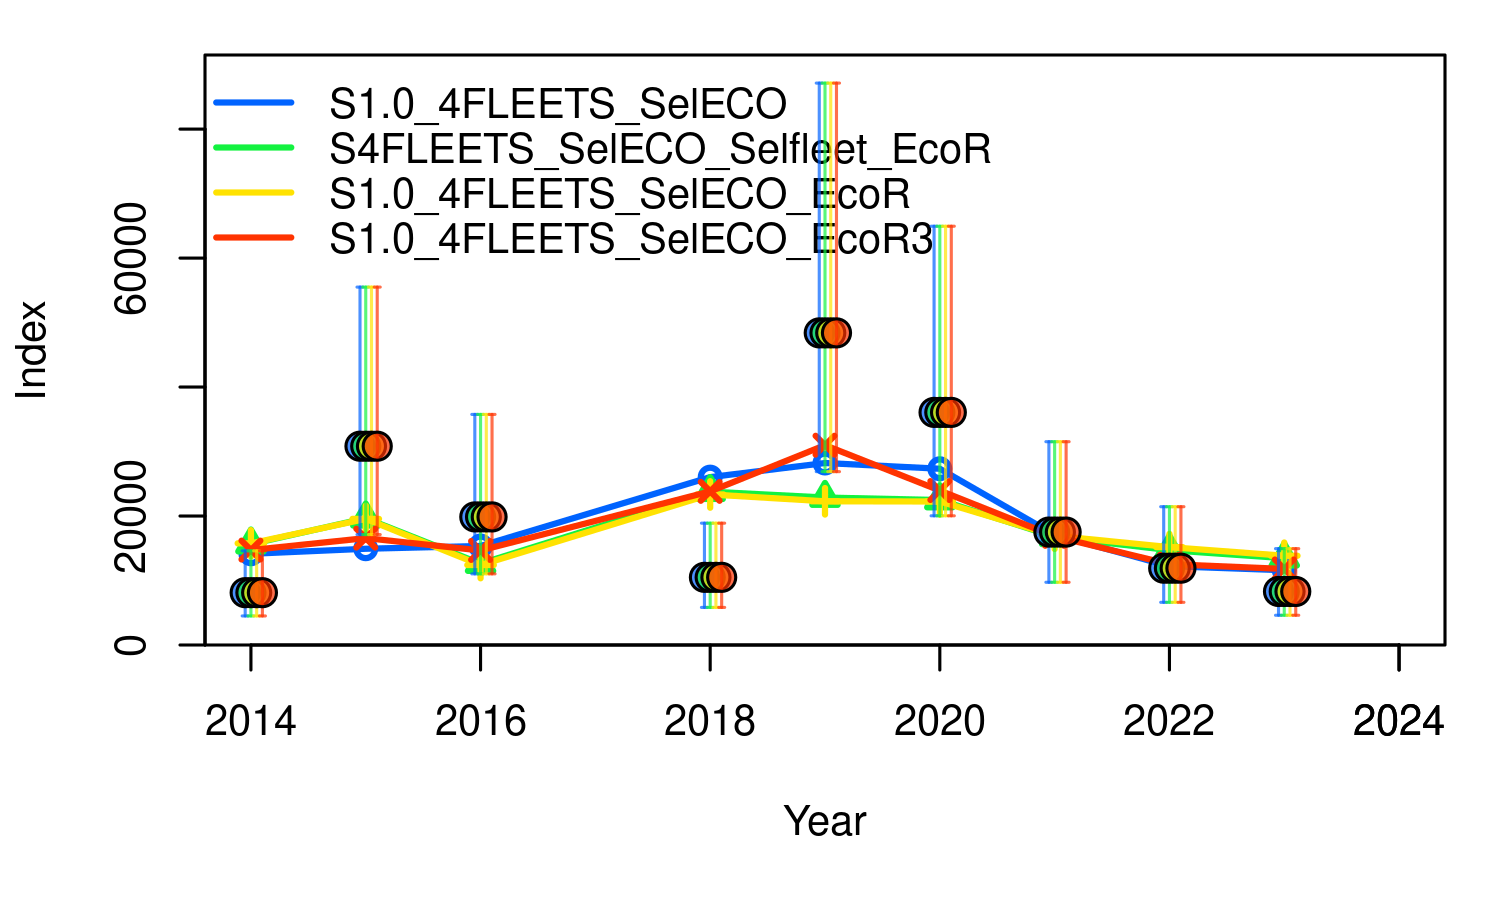 S1.0_4FLEETS_SelECO
S4FLEETS_SelECO_Selfleet_EcoR
S1.0_4FLEETS_SelECO_EcoR
S1.0_4FLEETS_SelECO_EcoR3
60000
20000
0
Index
2014 2016 2018 2020 2022 2024
Year